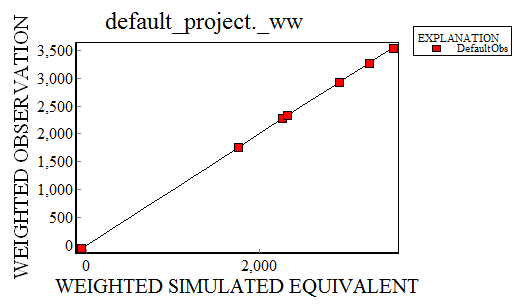 default_project._ww
EXPLANATION
DefaultObs
WEIGHTED OBSERVATION
3,500
3,000
2,500
2,000
1,500
1,000
500
0
0 2,000
WEIGHTED SIMULATED EQUIVALENT